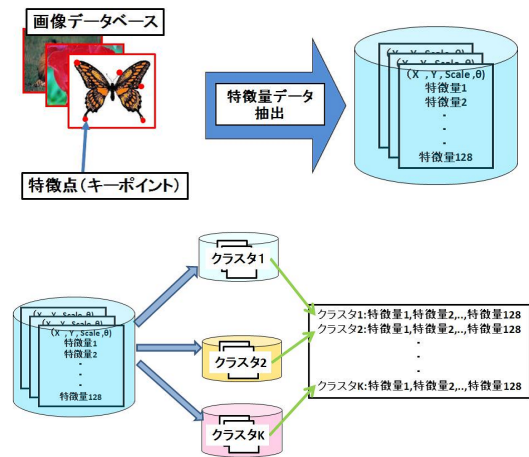 画像データベース
特徴点(キーポイント)
特徴量データ
抽出
(X ,Y,Scale,θ)
(X ,Y,Scale,θ)
(X ,Y,Scale,θ)
特徴量1
特徴量2
・
・
・
特徴量128
(X ,Y,Scale,θ)
(X ,Y,Scale,θ)
(X ,Y,Scale,θ)
特徴量1
特徴量2
・
・
・
特徴量128
クラスタ1
クラスタ2
クラスタK
クラスタ1:特徴量1,特徴量2,..,特徴量128
クラスタ2:特徴量1,特徴量2,..,特徴量128
・
・
・
クラスタK:特徴量1,特徴量2,..,特徴量128